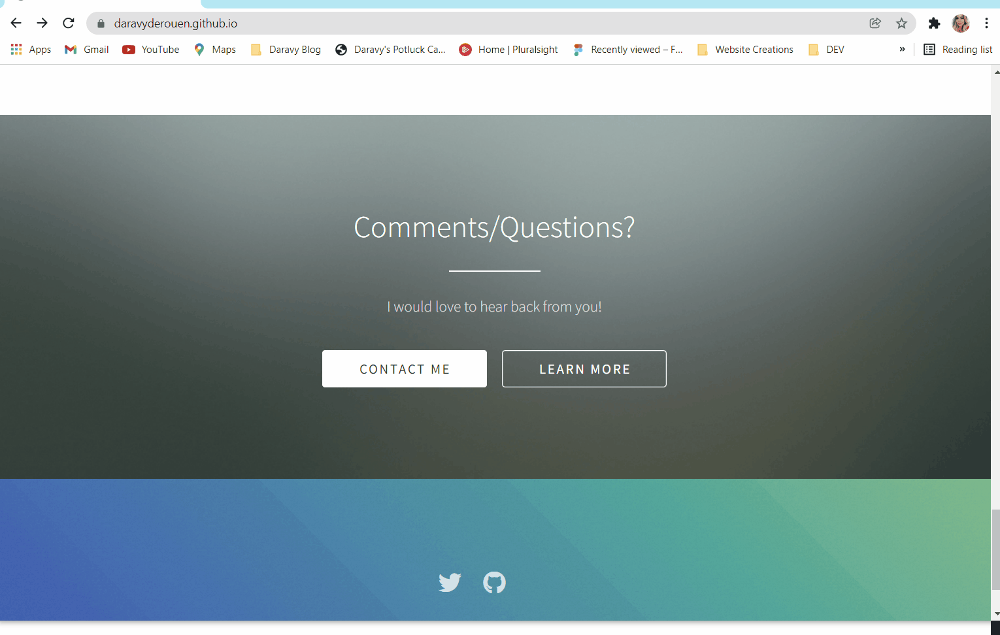 daravyderouen.github.io
Apps Gmail YouTube Maps Daravy Blog Daravy's Potluck Ca... Home | Pluralsight Recently viewed – F... Website Creations DEV » Reading list
Comments/Questions?
I would love to hear back from you!
CONTACT ME LEARN MORE